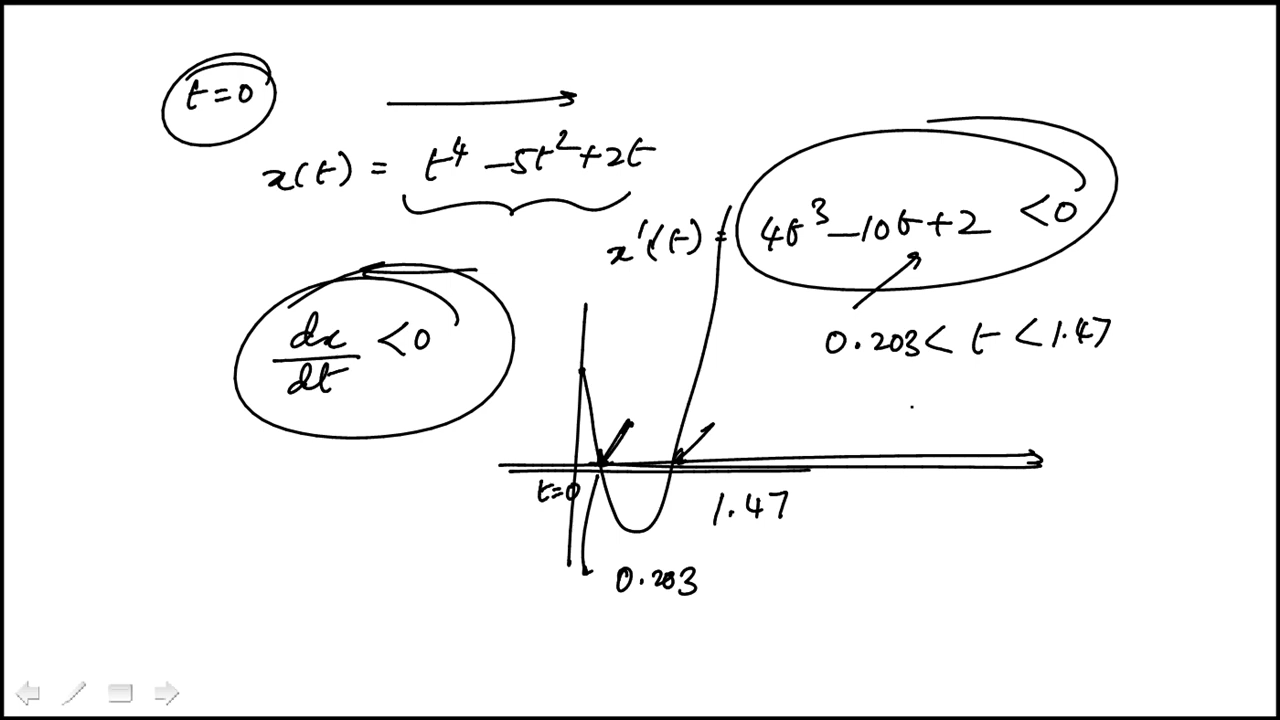 t=0
x(t) = t⁴ -5t²+2t
x'(t) = 4t³-10t+2 <0
dx/dt <0
0.203< t <1.47
t=0
1.47
0.203